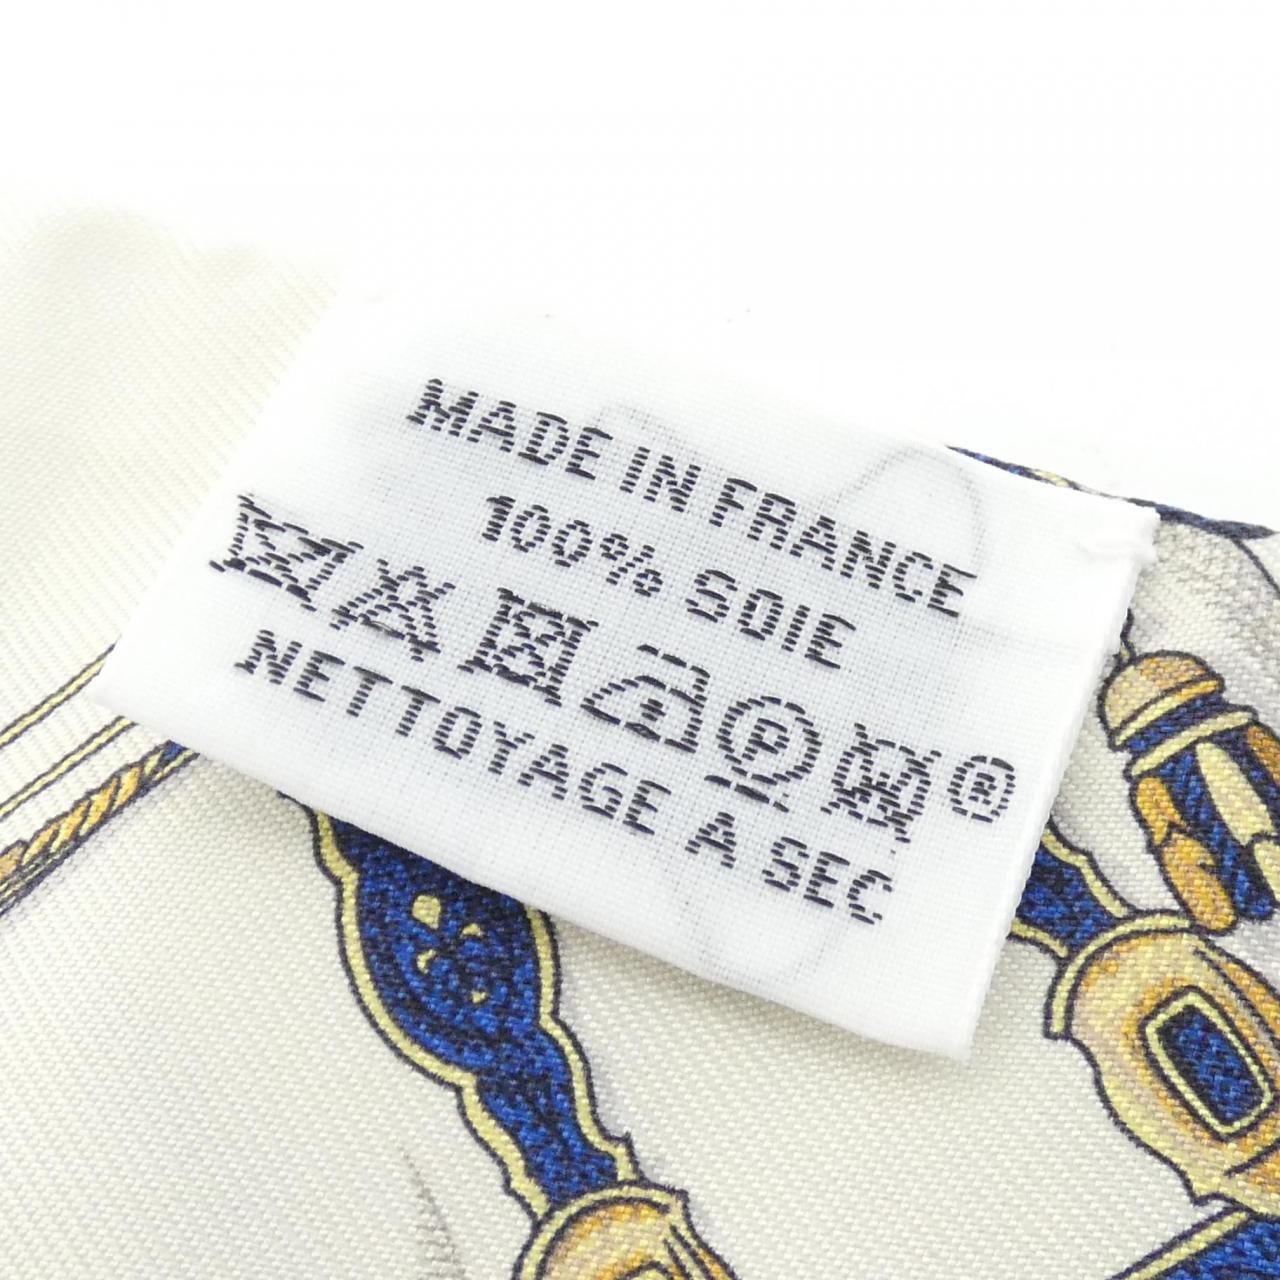 MADE IN FRANCE
100% SOIE
P ®
NETTOYAGE A SEC